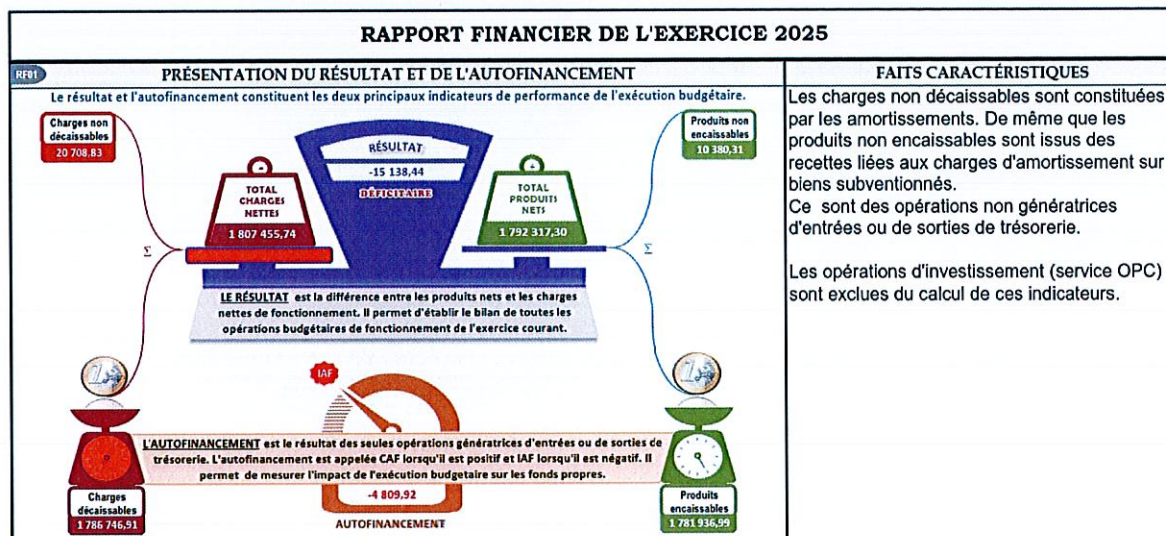 RAPPORT FINANCIER DE L'EXERCICE 2025
RF01
PRÉSENTATION DU RÉSULTAT ET DE L'AUTOFINANCEMENT
Le résultat et l'autofinancement constituent les deux principaux indicateurs de performance de l'exécution budgétaire.
Charges non
décaissables
20 708,83
RÉSULTAT
-15 138,44
DÉFICITAIRE
Produits non
encaissables
10 380,31
-
TOTAL
CHARGES
NETTES
1 807 455,74
+
TOTAL
PRODUITS
NETS
1 792 317,30
Σ
Σ
LE RÉSULTAT est la différence entre les produits nets et les charges
nettes de fonctionnement. Il permet d'établir le bilan de toutes les
opérations budgétaires de fonctionnement de l'exercice courant.
IAF
L'AUTOFINANCEMENT est le résultat des seules opérations génératrices d'entrées ou de sorties de
trésorerie. L'autofinancement est appelée CAF lorsqu'il est positif et IAF lorsqu'il est négatif. Il
permet de mesurer l'impact de l'exécution budgetaire sur les fonds propres.
Charges
décaissables
1 786 746,91
-4 809,92
AUTOFINANCEMENT
Produits
encaissables
1 781 936,99
FAITS CARACTÉRISTIQUES
Les charges non décaissables sont constituées
par les amortissements. De même que les
produits non encaissables sont issus des
recettes liées aux charges d'amortissement sur
biens subventionnés.
Ce sont des opérations non génératrices
d'entrées ou de sorties de trésorerie.
Les opérations d'investissement (service OPC)
sont exclues du calcul de ces indicateurs.